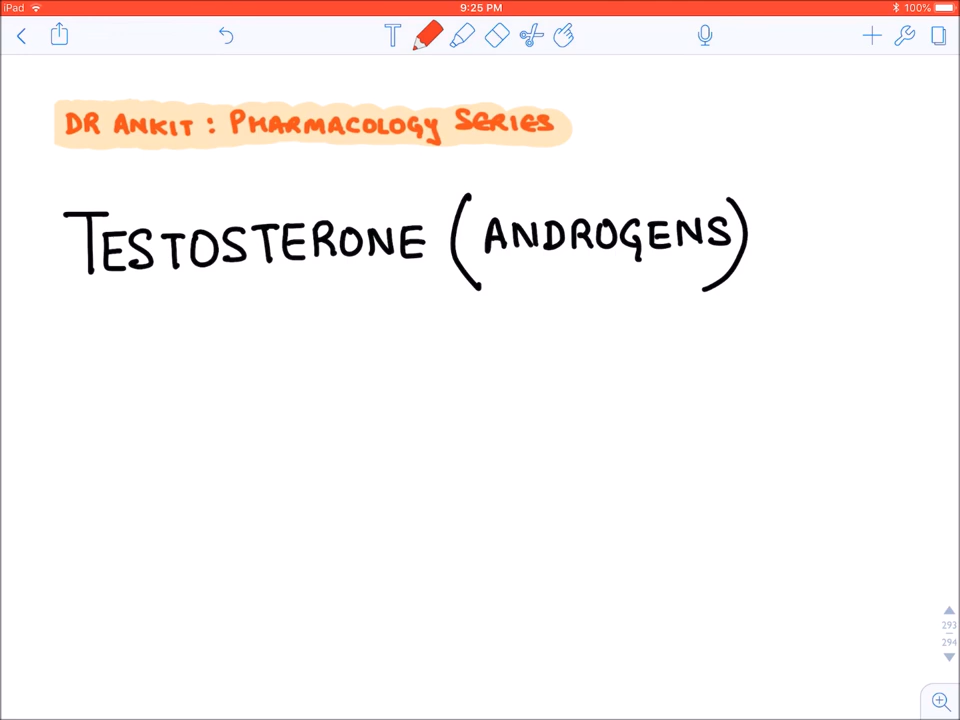 iPad 9:25 PM 100%
T
DR ANKIT : PHARMACOLOGY SERIES
TESTOSTERONE (ANDROGENS)
293
294